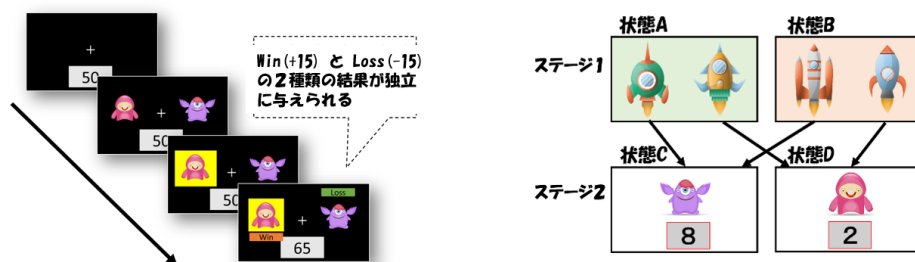 50
50
50
Loss
Win
65
Win(+15) と Loss(-15)
の2種類の結果が独立
に与えられる
状態A
状態B
ステージ1
状態C
状態D
ステージ2
8
2